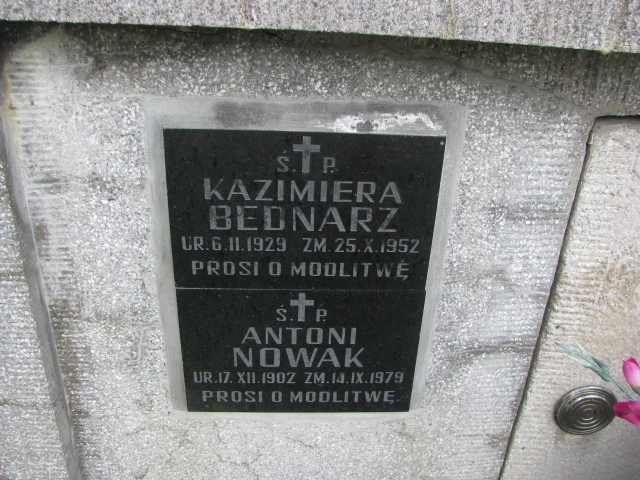 Ś. P.
KAZIMIERA
BEDNARZ
UR. 6.II.1929 ZM. 25.X.1952
PROSI O MODLITWĘ
Ś. P.
ANTONI
NOWAK
UR. 17.XII.1902 ZM. 14.IX.1979
PROSI O MODLITWĘ.